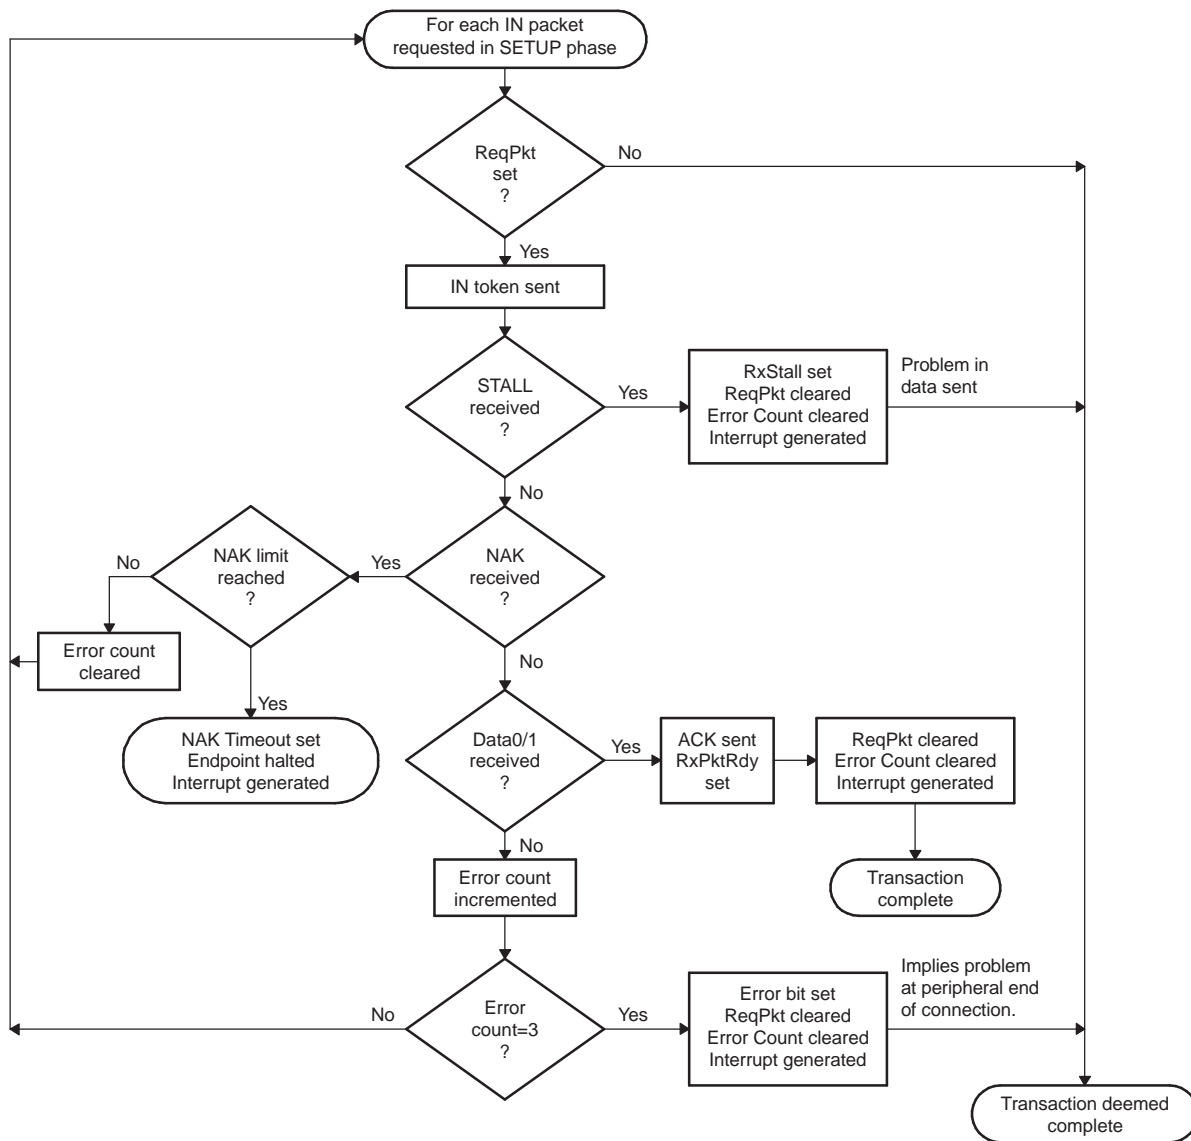 For each IN packet
requested in SETUP phase
ReqPkt
set
?
No
Yes
IN token sent
STALL
received
?
Yes
RxStall set
ReqPkt cleared
Error Count cleared
Interrupt generated
Problem in
data sent
No
NAK limit
reached
?
No
Yes
NAK
received
?
Error count
cleared
Yes
No
NAK Timeout set
Endpoint halted
Interrupt generated
Data0/1
received
?
Yes
ACK sent
RxPktRdy
set
ReqPkt cleared
Error Count cleared
Interrupt generated
No
Error count
incremented
Transaction
complete
Error
count=3
?
No
Yes
Error bit set
ReqPkt cleared
Error Count cleared
Interrupt generated
Implies problem
at peripheral end
of connection.
Transaction deemed
complete